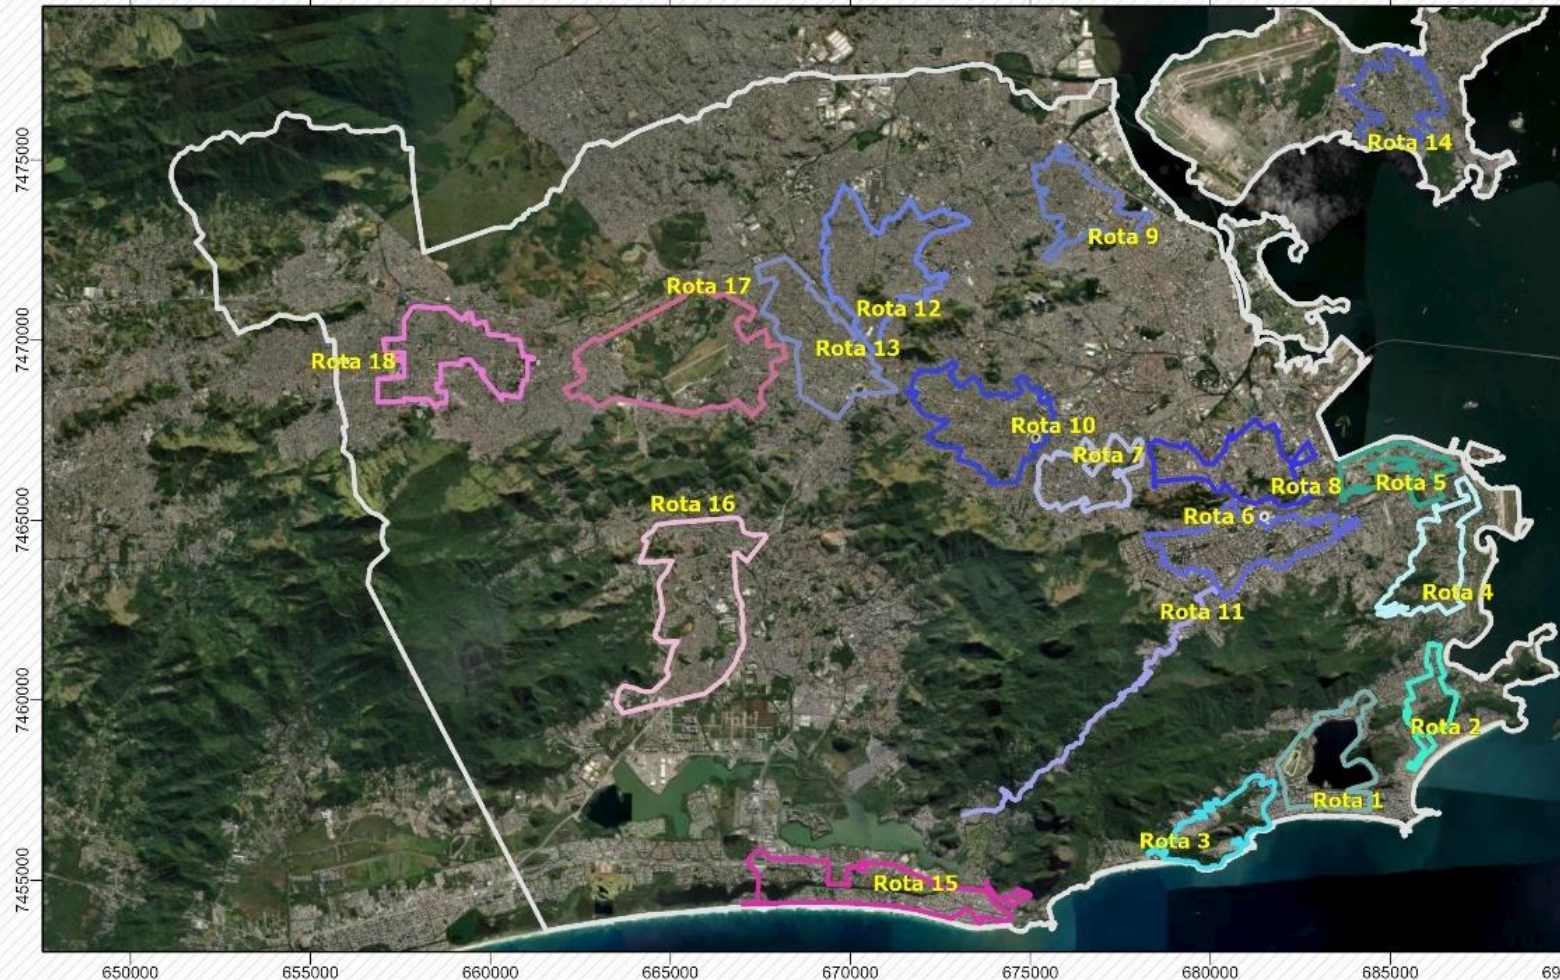 7475000
7470000
7465000
7460000
7455000
Rota 14
Rota 9
Rota 17
Rota 12
Rota 13
Rota 18
Rota 10
Rota 7
Rota 8
Rota 5
Rota 16
Rota 6
Rota 4
Rota 11
Rota 2
Rota 1
Rota 3
Rota 15
650000 655000 660000 665000 670000 675000 680000 685000